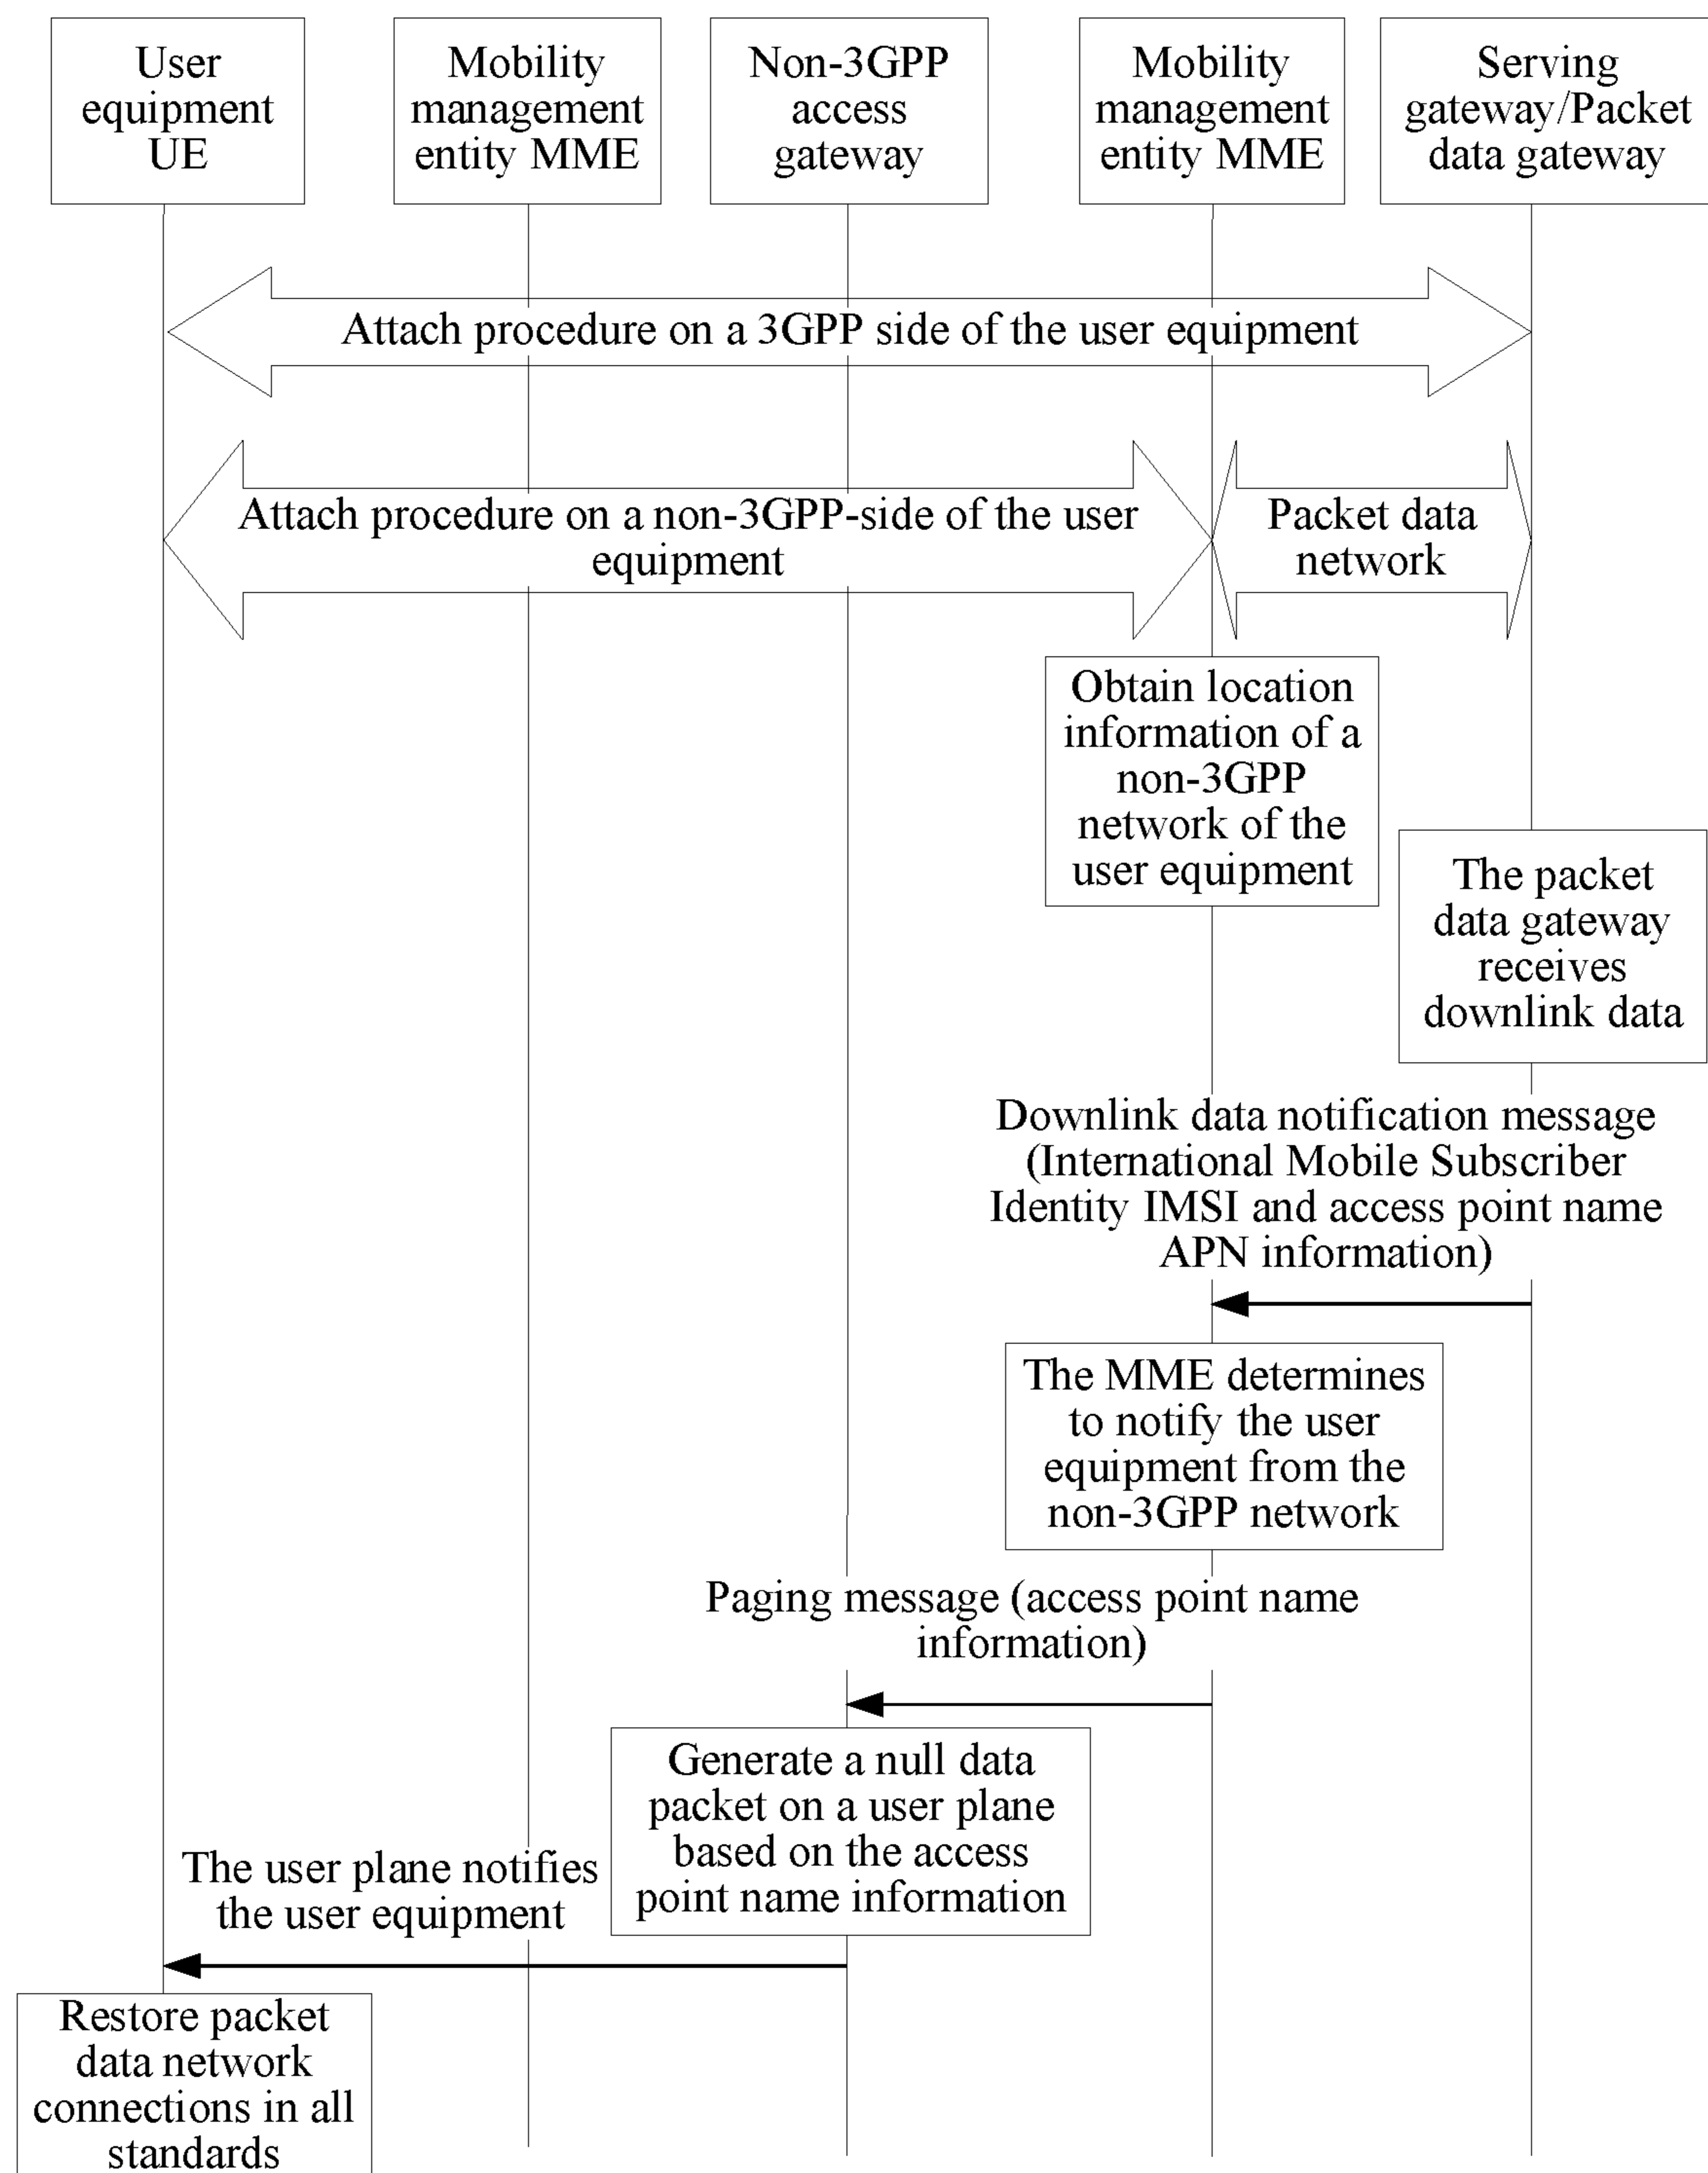 User
equipment
UE
Mobility
management
entity MME
Non-3GPP
access
gateway
Mobility
management
entity MME
Serving
gateway/Packet
data gateway
Attach procedure on a 3GPP side of the user equipment
Attach procedure on a non-3GPP-side of the user
equipment
Packet data
network
Obtain location
information of a
non-3GPP
network of the
user equipment
The packet
data gateway
receives
downlink data
Downlink data notification message
(International Mobile Subscriber
Identity IMSI and access point name
APN information)
The MME determines
to notify the user
equipment from the
non-3GPP network
Paging message (access point name
information)
Generate a null data
packet on a user plane
based on the access
point name information
The user plane notifies
the user equipment
Restore packet
data network
connections in all
standards